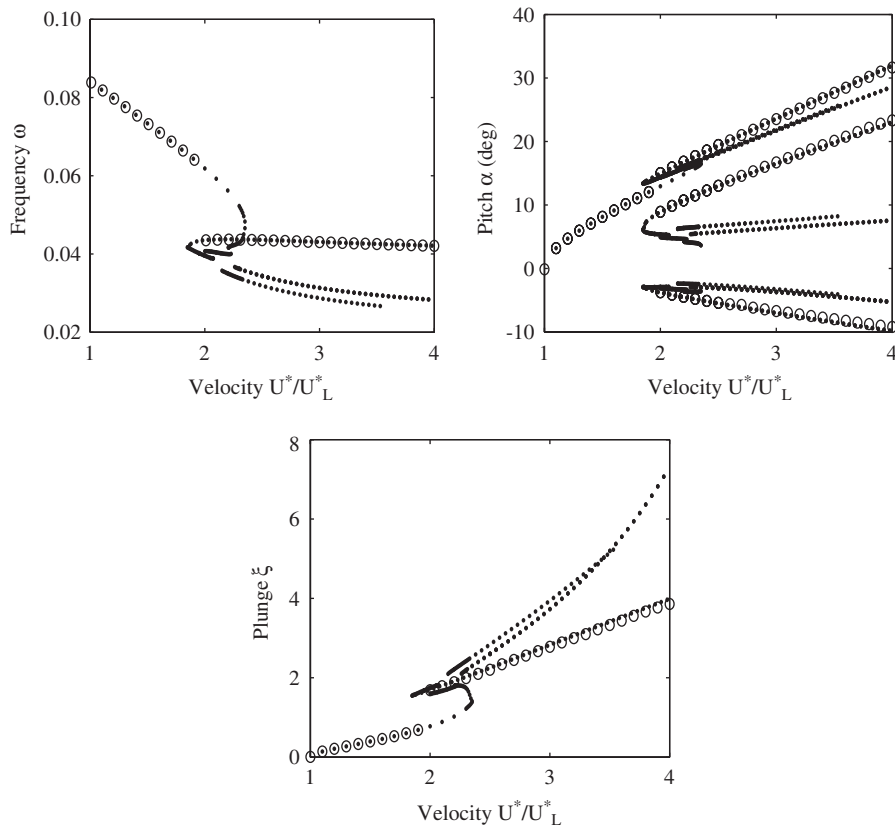 0.10
0.08
0.06
0.04
0.02
Frequency ω
1 2 3 4
Velocity U*/U*L
40
30
20
10
0
-10
Pitch α (deg)
1 2 3 4
Velocity U*/U*L
8
6
4
2
0
Plunge ξ
1 2 3 4
Velocity U*/U*L